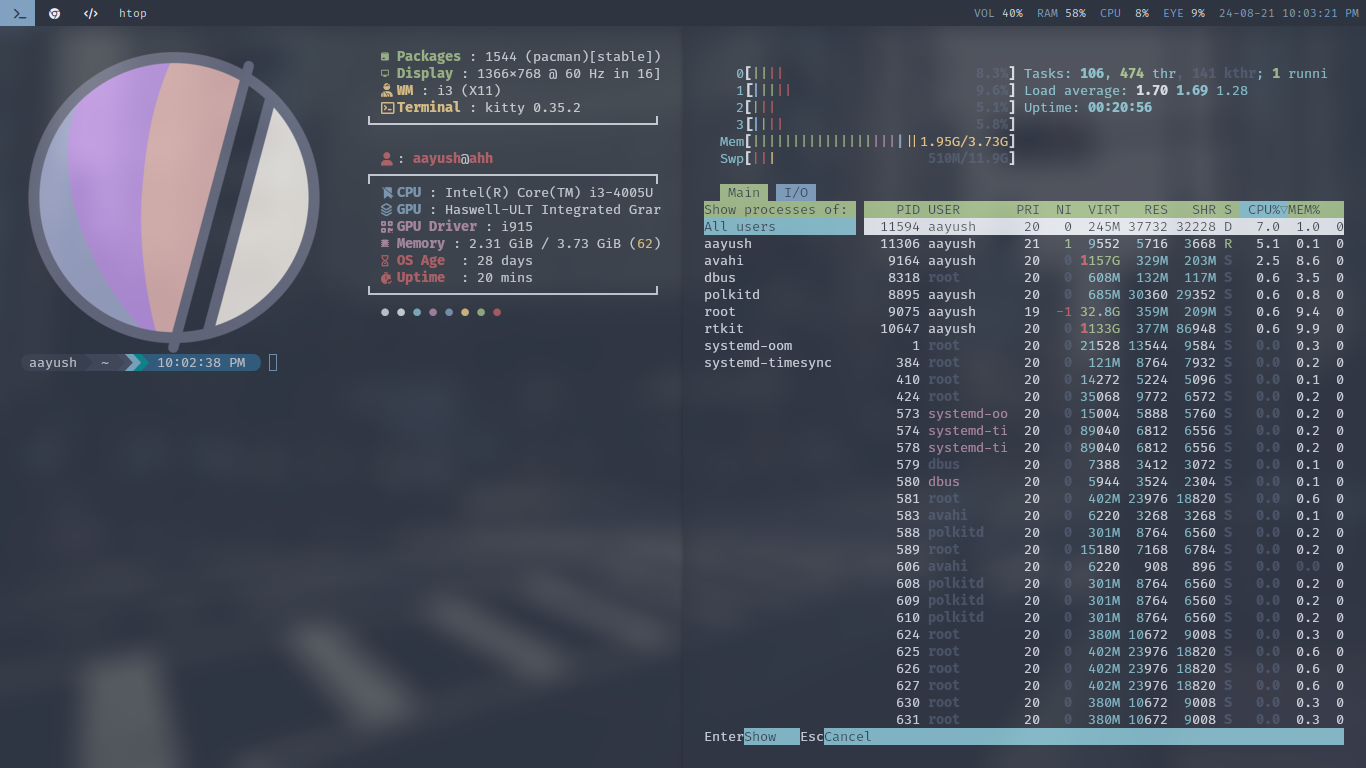 htop
VOL 40% RAM 58% CPU 8% EYE 9% 24-08-21 10:03:21 PM
Packages : 1544 (pacman)[stable])
Display : 1366×768 @ 60 Hz in 16]
WM : i3 (X11)
Terminal : kitty 0.35.2
: aayush@ahh
CPU : Intel(R) Core(TM) i3-4005U
GPU : Haswell-ULT Integrated Grar
GPU Driver : i915
Memory : 2.31 GiB / 3.73 GiB (62)
OS Age : 28 days
Uptime : 20 mins
aayush ~ 10:02:38 PM
0[|||| 8.3%] Tasks: 106, 474 thr, 141 kthr; 1 runni
1[||||| 9.6%] Load average: 1.70 1.69 1.28
2[||| 5.1%] Uptime: 00:20:56
3[|||| 5.8%]
Mem[|||||||||||||||||||||1.95G/3.73G]
Swp[||| 510M/11.9G]
Main I/O
Show processes of: PID USER PRI NI VIRT RES SHR S CPU%▽MEM%
All users 11594 aayush 20 0 245M 37732 32228 D 7.0 1.0 0
aayush 11306 aayush 21 1 9552 5716 3668 R 5.1 0.1 0
avahi 9164 aayush 20 0 1157G 329M 203M S 2.5 8.6 0
dbus 8318 root 20 0 608M 132M 117M S 0.6 3.5 0
polkitd 8895 aayush 20 0 685M 30360 29352 S 0.6 0.8 0
root 9075 aayush 19 -1 32.8G 359M 209M S 0.6 9.4 0
rtkit 10647 aayush 20 0 1133G 377M 86948 S 0.6 9.9 0
systemd-oom 1 root 20 0 21528 13544 9584 S 0.0 0.3 0
systemd-timesync 384 root 20 0 121M 8764 7932 S 0.0 0.2 0
410 root 20 0 14272 5224 5096 S 0.0 0.1 0
424 root 20 0 35068 9772 6572 S 0.0 0.2 0
573 systemd-oo 20 0 15004 5888 5760 S 0.0 0.2 0
574 systemd-ti 20 0 89040 6812 6556 S 0.0 0.2 0
578 systemd-ti 20 0 89040 6812 6556 S 0.0 0.2 0
579 dbus 20 0 7388 3412 3072 S 0.0 0.1 0
580 dbus 20 0 5944 3524 2304 S 0.0 0.1 0
581 root 20 0 402M 23976 18820 S 0.0 0.6 0
583 avahi 20 0 6220 3268 3268 S 0.0 0.1 0
588 polkitd 20 0 301M 8764 6560 S 0.0 0.2 0
589 root 20 0 15180 7168 6784 S 0.0 0.2 0
606 avahi 20 0 6220 908 896 S 0.0 0.0 0
608 polkitd 20 0 301M 8764 6560 S 0.0 0.2 0
609 polkitd 20 0 301M 8764 6560 S 0.0 0.2 0
610 polkitd 20 0 301M 8764 6560 S 0.0 0.2 0
624 root 20 0 380M 10672 9008 S 0.0 0.3 0
625 root 20 0 402M 23976 18820 S 0.0 0.6 0
626 root 20 0 402M 23976 18820 S 0.0 0.6 0
627 root 20 0 402M 23976 18820 S 0.0 0.6 0
630 root 20 0 380M 10672 9008 S 0.0 0.3 0
631 root 20 0 380M 10672 9008 S 0.0 0.3 0
EnterShow EscCancel